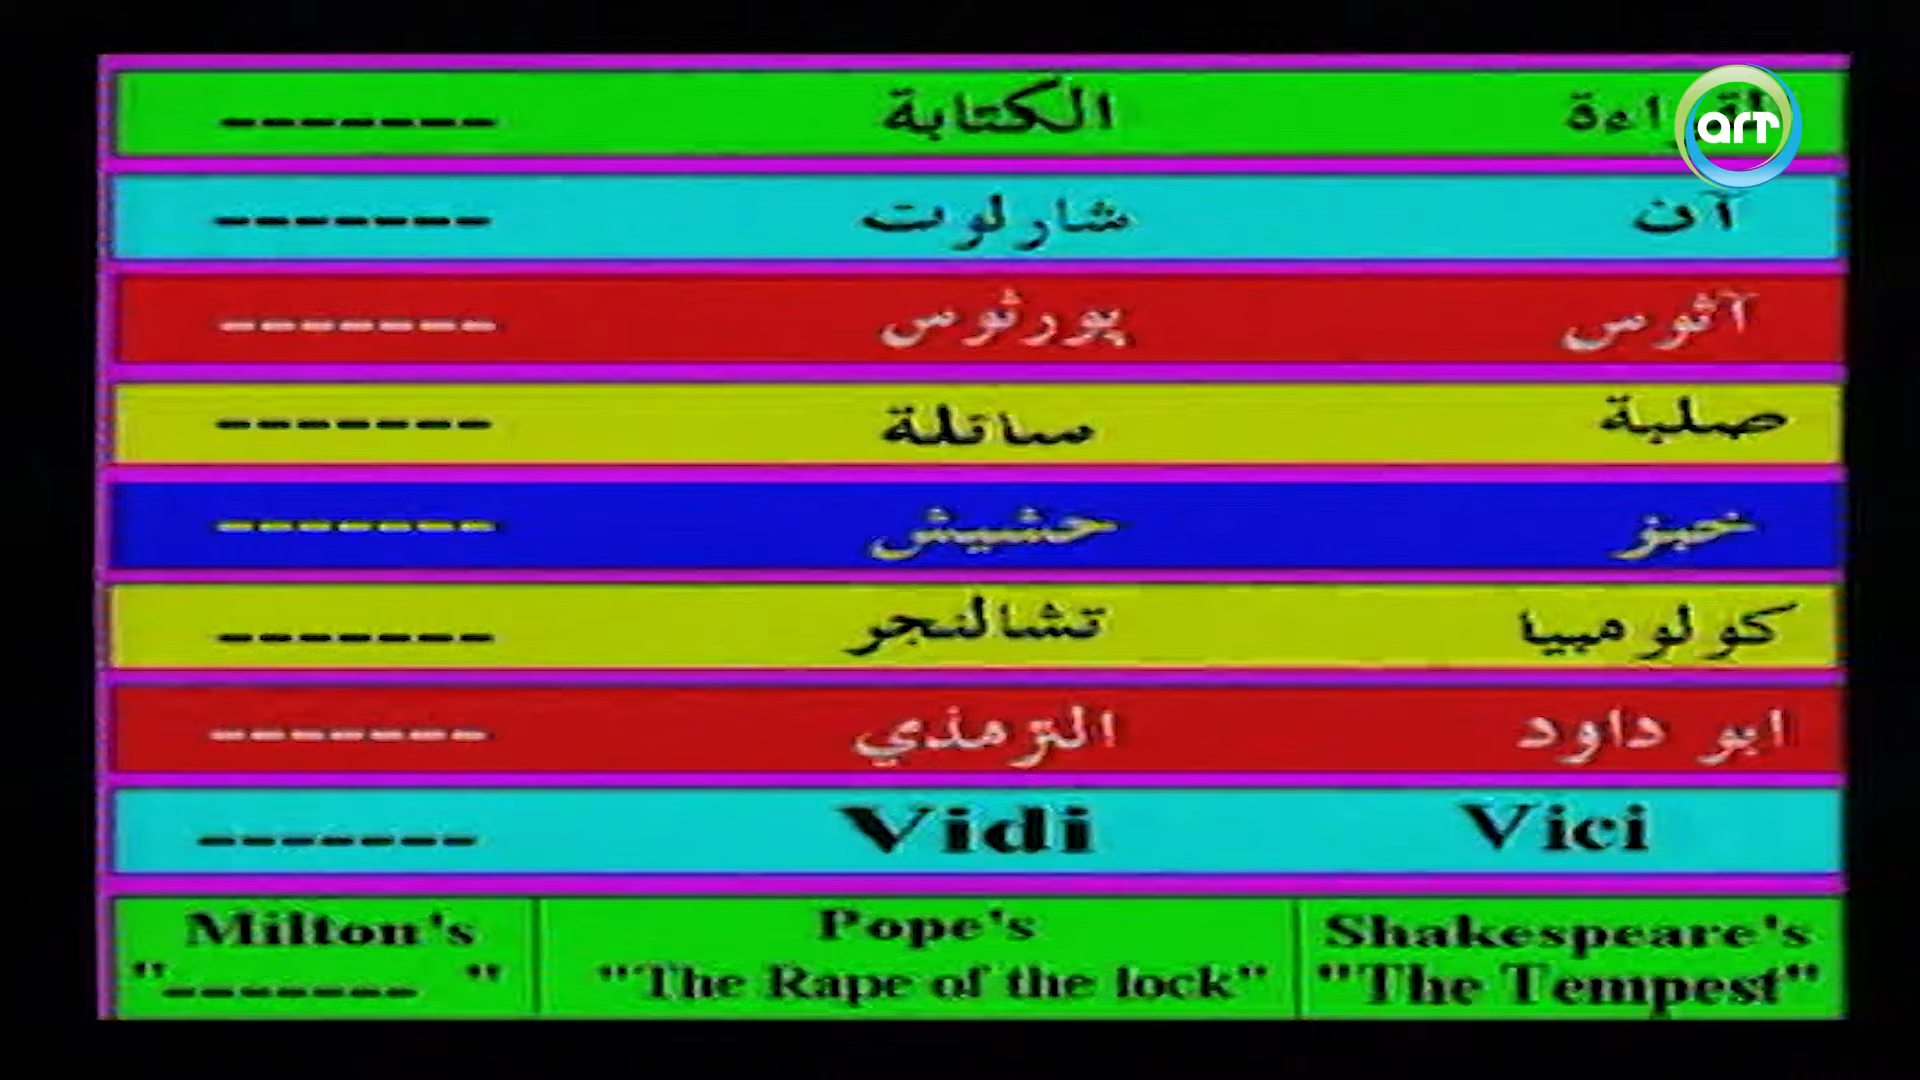 القراءة الكتابة -------
آن شارلوت -------
آثوس پورثوس -------
صلبة سائلة -------
خبز حشيش -------
كولومبيا تشالنجر -------
ابو داود الترمذي -------
Vici Vidi -------
Milton's Pope's Shakespeare's
"-------" "The Rape of the lock" "The Tempest"
art